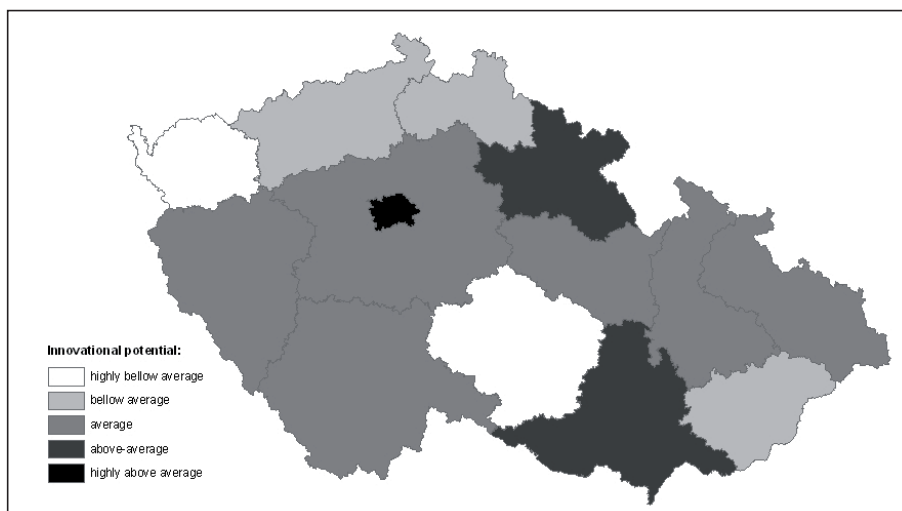 Innovational potential:
highly bellow average
bellow average
average
above-average
highly above average